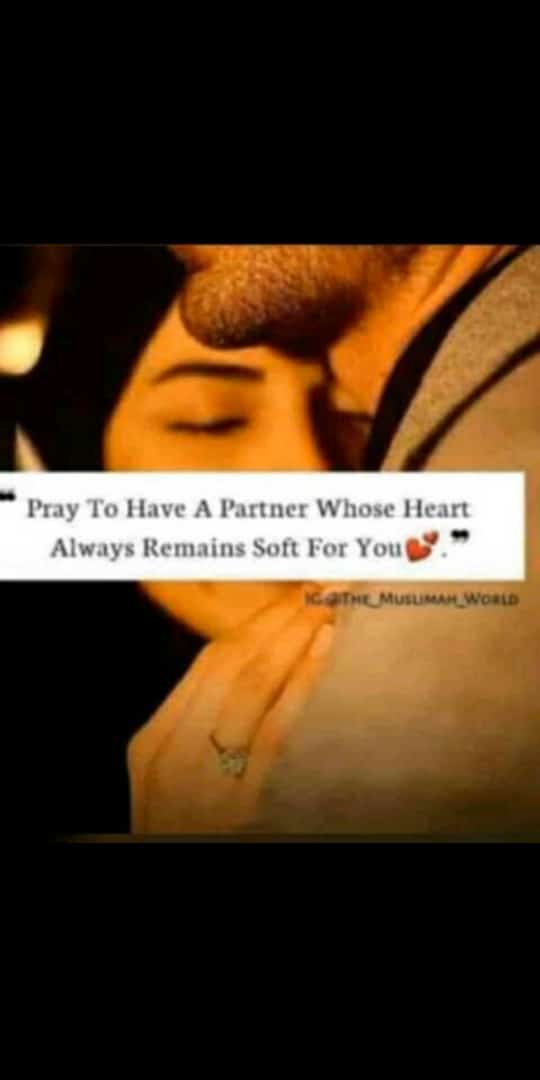 ❝ Pray To Have A Partner Whose Heart
Always Remains Soft For You💕.❞
IG:@The_Muslimah_World